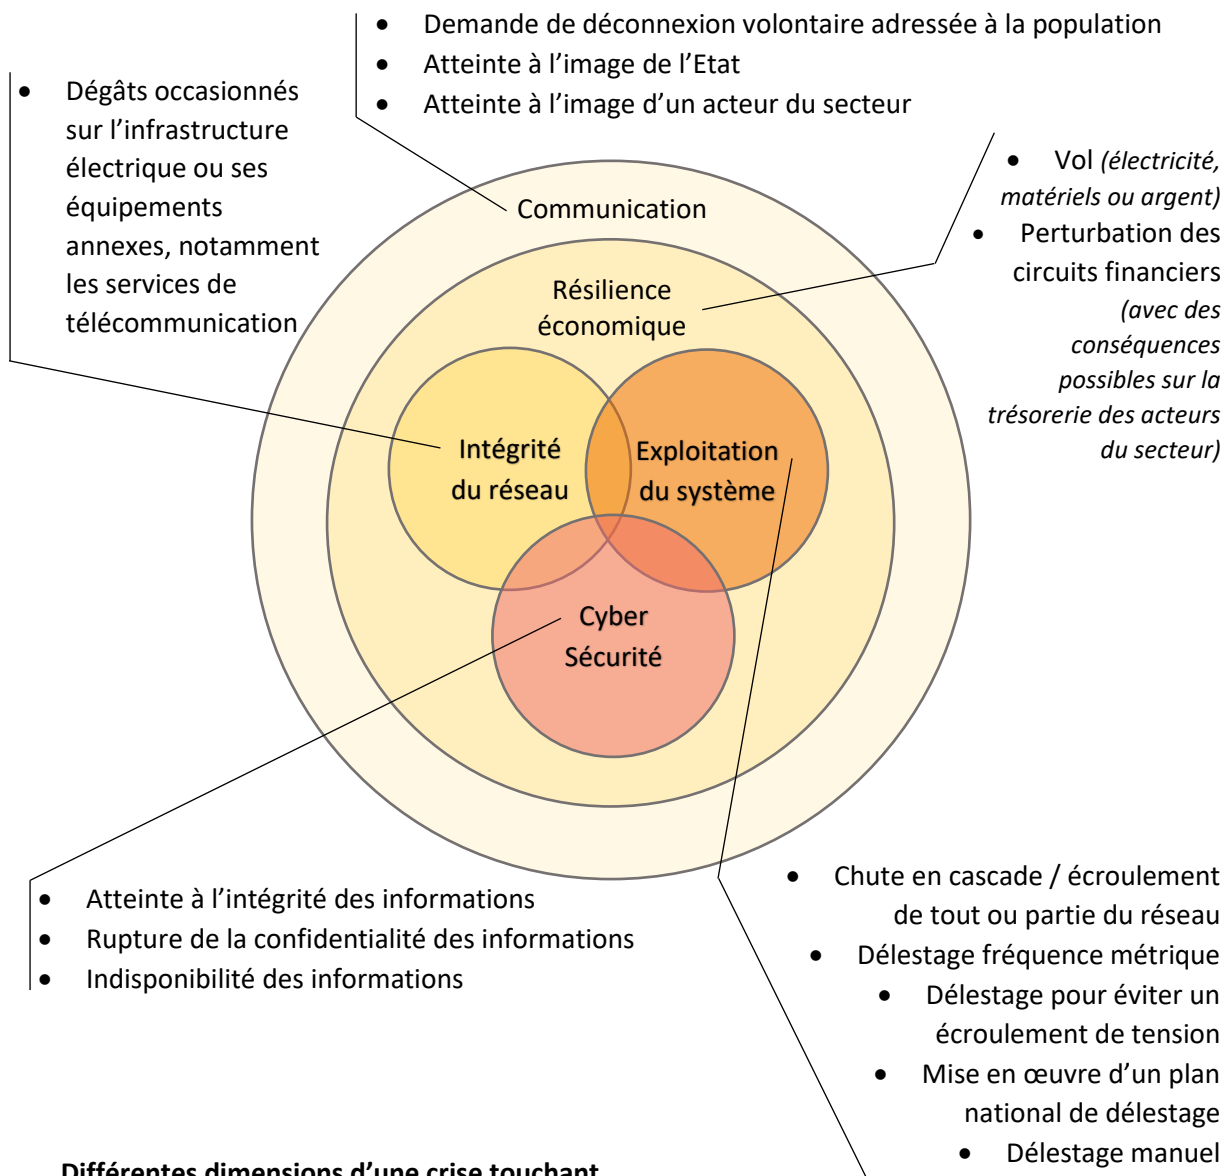 • Demande de déconnexion volontaire adressée à la population
• Atteinte à l’image de l’Etat
• Atteinte à l’image d’un acteur du secteur
• Dégâts occasionnés
sur l’infrastructure
électrique ou ses
équipements
annexes, notamment
les services de
télécommunication
• Vol (électricité,
matériels ou argent)
• Perturbation des
circuits financiers
(avec des
conséquences
possibles sur la
trésorerie des acteurs
du secteur)
Communication
Résilience
économique
Intégrité
du réseau
Exploitation
du système
Cyber
Sécurité
• Atteinte à l’intégrité des informations
• Rupture de la confidentialité des informations
• Indisponibilité des informations
• Chute en cascade / écroulement
de tout ou partie du réseau
• Délestage fréquence métrique
• Délestage pour éviter un
écroulement de tension
• Mise en œuvre d’un plan
national de délestage
• Délestage manuel
Différentes dimensions d’une crise touchant